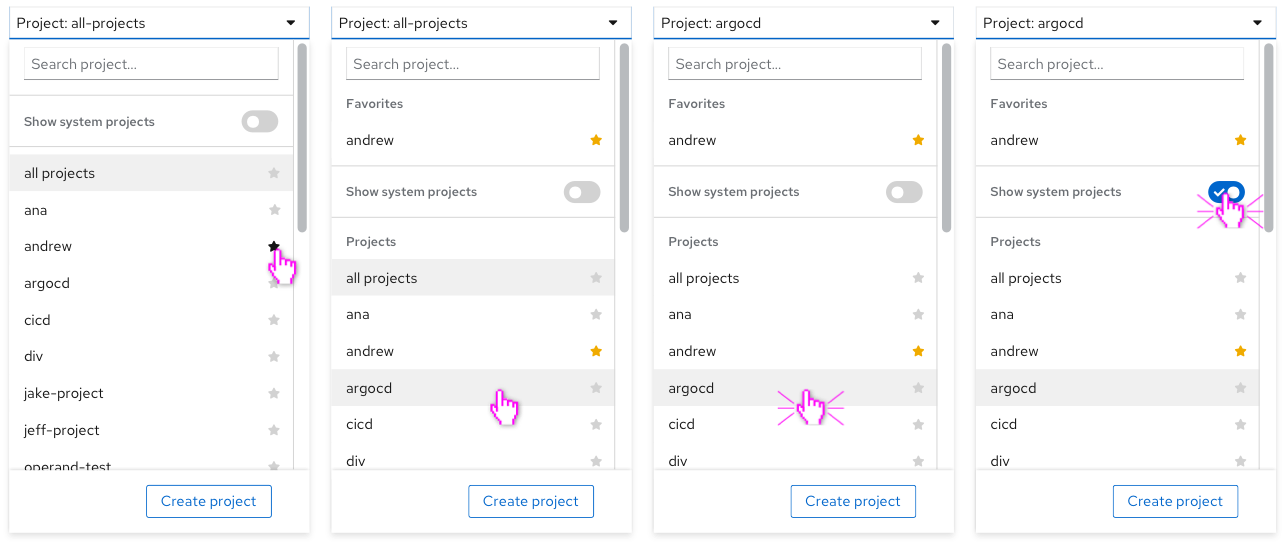 Project: all-projects
Search project...
Show system projects
all projects
ana
andrew
argocd
cicd
div
jake-project
jeff-project
operand-test
Create project
Project: all-projects
Search project...
Favorites
andrew
Show system projects
Projects
all projects
ana
andrew
argocd
cicd
div
Create project
Project: argocd
Search project...
Favorites
andrew
Show system projects
Projects
all projects
ana
andrew
argocd
cicd
div
Create project
Project: argocd
Search project...
Favorites
andrew
Show system projects
Projects
all projects
ana
andrew
argocd
cicd
div
Create project